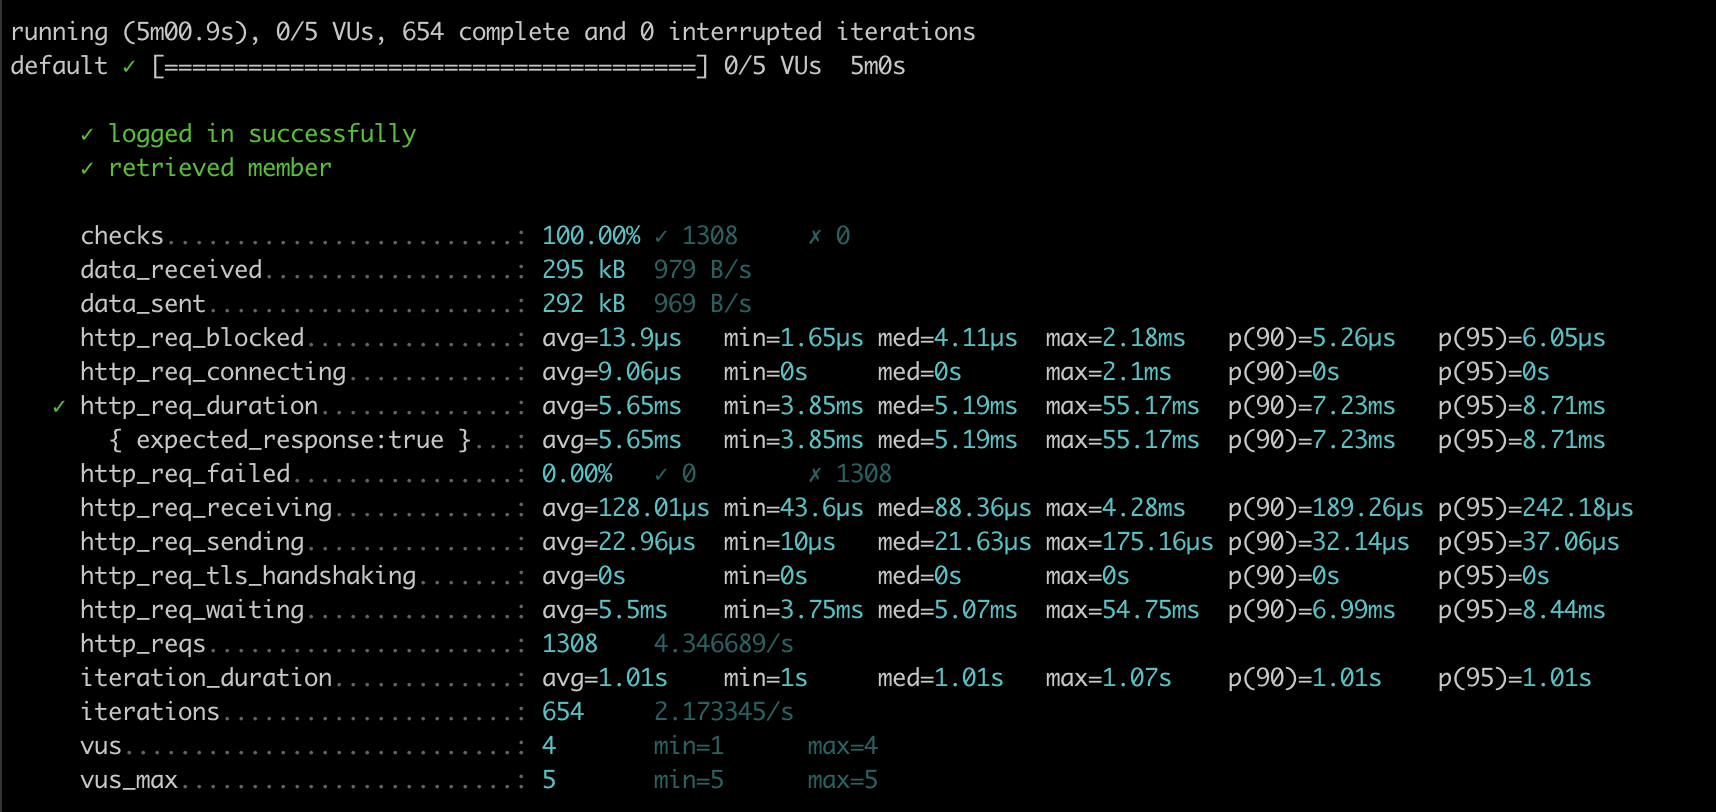 running (5m00.9s), 0/5 VUs, 654 complete and 0 interrupted iterations
default ✓ [======================================] 0/5 VUs  5m0s

     ✓ logged in successfully
     ✓ retrieved member

     checks.........................: 100.00% ✓ 1308     ✗ 0
     data_received..................: 295 kB  979 B/s
     data_sent......................: 292 kB  969 B/s
     http_req_blocked...............: avg=13.9µs   min=1.65µs med=4.11µs  max=2.18ms   p(90)=5.26µs   p(95)=6.05µs
     http_req_connecting............: avg=9.06µs   min=0s     med=0s      max=2.1ms    p(90)=0s       p(95)=0s
   ✓ http_req_duration..............: avg=5.65ms   min=3.85ms med=5.19ms  max=55.17ms  p(90)=7.23ms   p(95)=8.71ms
       { expected_response:true }...: avg=5.65ms   min=3.85ms med=5.19ms  max=55.17ms  p(90)=7.23ms   p(95)=8.71ms
     http_req_failed................: 0.00%   ✓ 0        ✗ 1308
     http_req_receiving.............: avg=128.01µs min=43.6µs med=88.36µs max=4.28ms   p(90)=189.26µs p(95)=242.18µs
     http_req_sending...............: avg=22.96µs  min=10µs   med=21.63µs max=175.16µs p(90)=32.14µs  p(95)=37.06µs
     http_req_tls_handshaking.......: avg=0s       min=0s     med=0s      max=0s       p(90)=0s       p(95)=0s
     http_req_waiting...............: avg=5.5ms    min=3.75ms med=5.07ms  max=54.75ms  p(90)=6.99ms   p(95)=8.44ms
     http_reqs......................: 1308    4.346689/s
     iteration_duration.............: avg=1.01s    min=1s     med=1.01s   max=1.07s    p(90)=1.01s    p(95)=1.01s
     iterations.....................: 654     2.173345/s
     vus............................: 4       min=1      max=4
     vus_max........................: 5       min=5      max=5